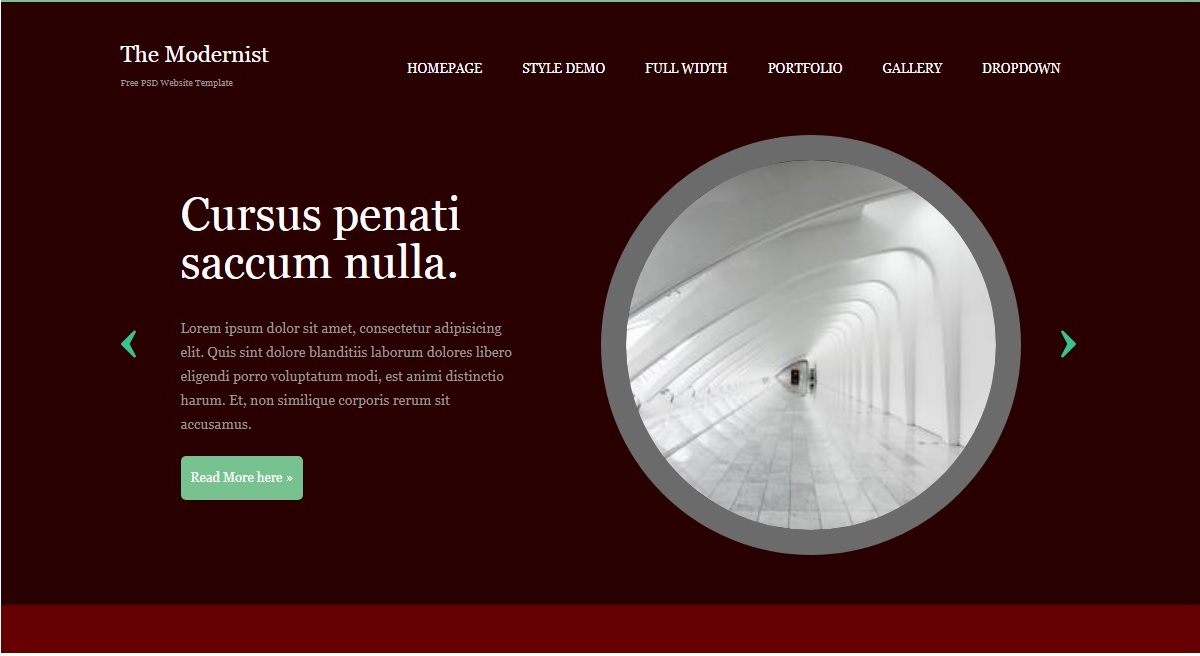 The Modernist
Free PSD Website Template
HOMEPAGE STYLE DEMO FULL WIDTH PORTFOLIO GALLERY DROPDOWN
Cursus penati
saccum nulla.
Lorem ipsum dolor sit amet, consectetur adipisicing
elit. Quis sint dolore blanditiis laborum dolores libero
eligendi porro voluptatum modi, est animi distinctio
harum. Et, non similique corporis rerum sit
accusamus.
Read More here »